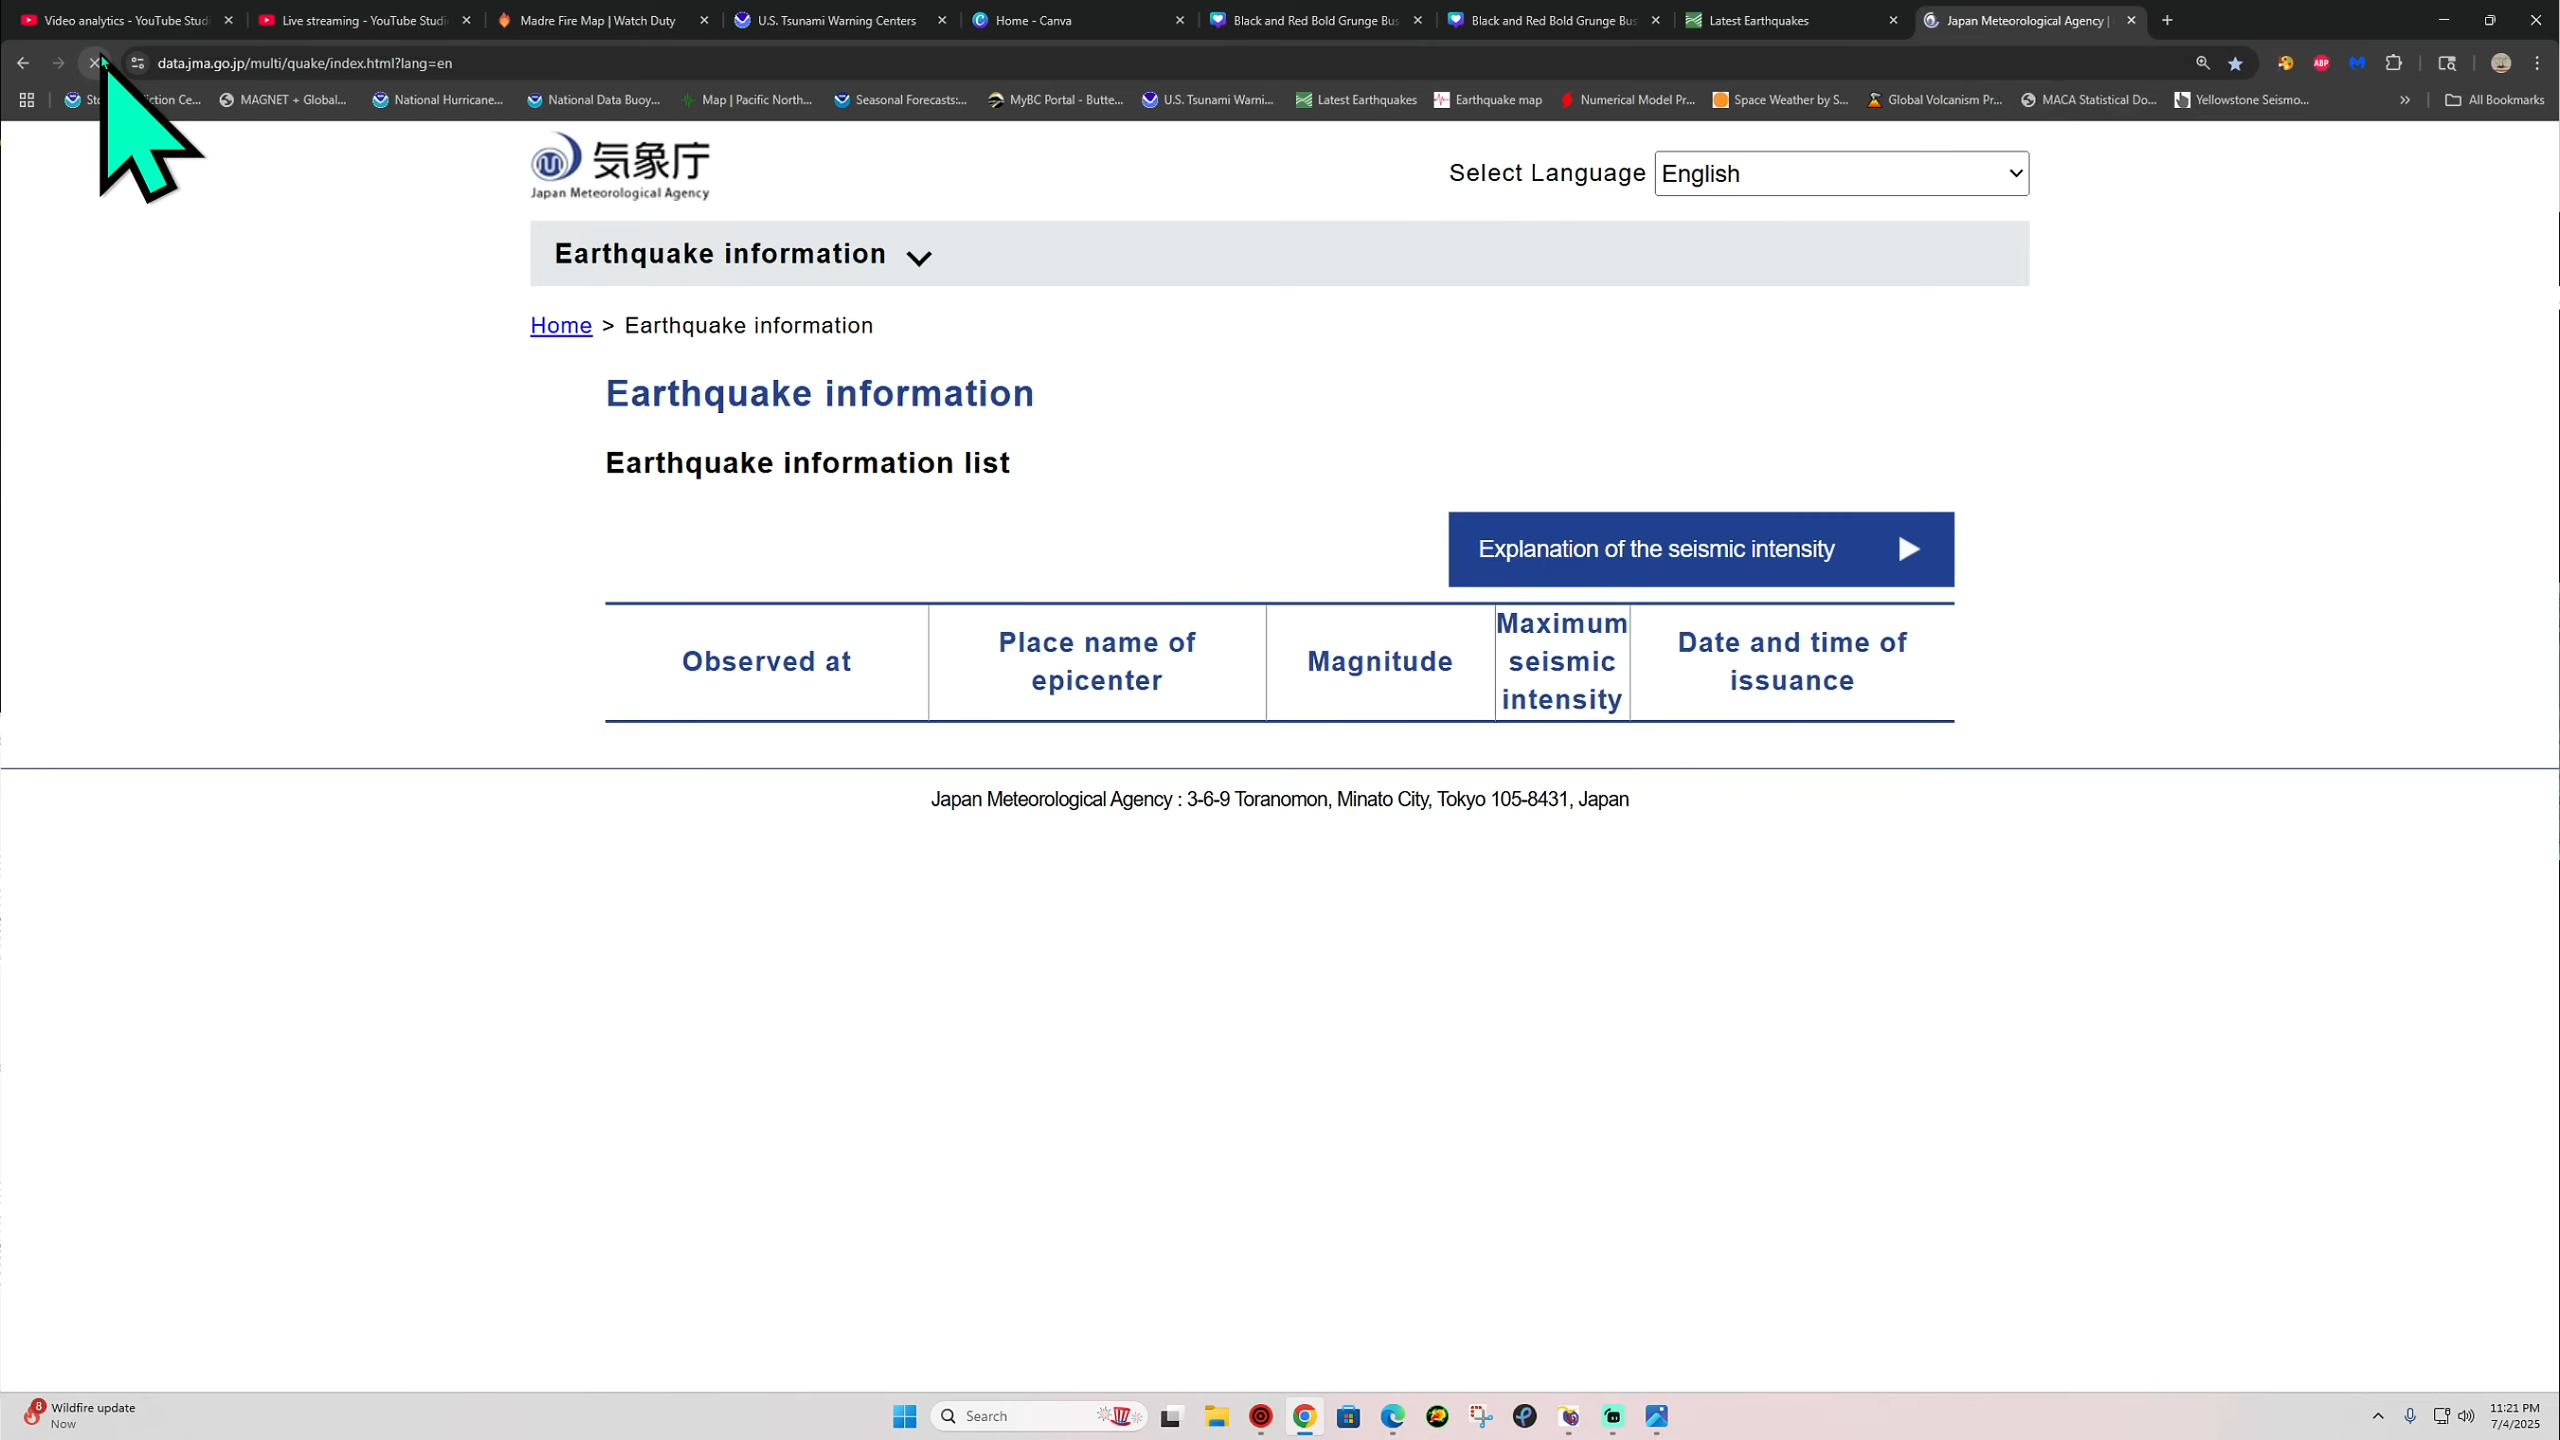 Video analytics - YouTube Studi
Live streaming - YouTube Studi
Madre Fire Map | Watch Duty
U.S. Tsunami Warning Centers
Home - Canva
Black and Red Bold Grunge Bus
Black and Red Bold Grunge Bus
Latest Earthquakes
Japan Meteorological Agency |
data.jma.go.jp/multi/quake/index.html?lang=en
ABP
iction Ce...
MAGNET + Global...
National Hurricane...
National Data Buoy...
Map | Pacific North...
Seasonal Forecasts:...
MyBC Portal - Butte...
U.S. Tsunami Warni...
Latest Earthquakes
Earthquake map
Numerical Model Pr...
Space Weather by S...
Global Volcanism Pr...
MACA Statistical Do...
Yellowstone Seismo...
All Bookmarks
気象庁
Japan Meteorological Agency
Select Language
English
Earthquake information
Home > Earthquake information
Earthquake information
Earthquake information list
Explanation of the seismic intensity
Observed at
Place name of
epicenter
Magnitude
Maximum
seismic
intensity
Date and time of
issuance
Japan Meteorological Agency : 3-6-9 Toranomon, Minato City, Tokyo 105-8431, Japan
8
Wildfire update
Now
Search
11:21 PM
7/4/2025